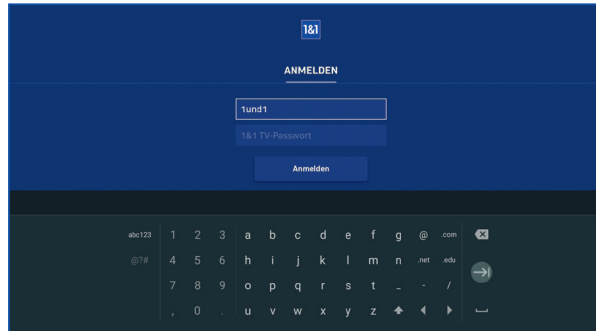 1&1
ANMELDEN
1und1
1&1 TV-Passwort
Anmelden
abc123 1 2 3 a b c d e f g @ .com
@?# 4 5 6 h i j k l m n .net .edu
7 8 9 o p q r s t _ - /
, 0 . u v w x y z